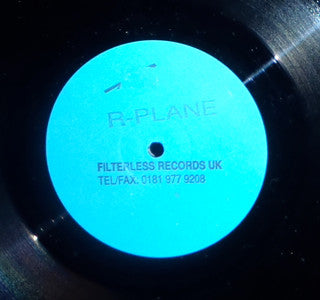 R-PLANE
FILTERLESS RECORDS UK
TEL/FAX: 0181 977 9208